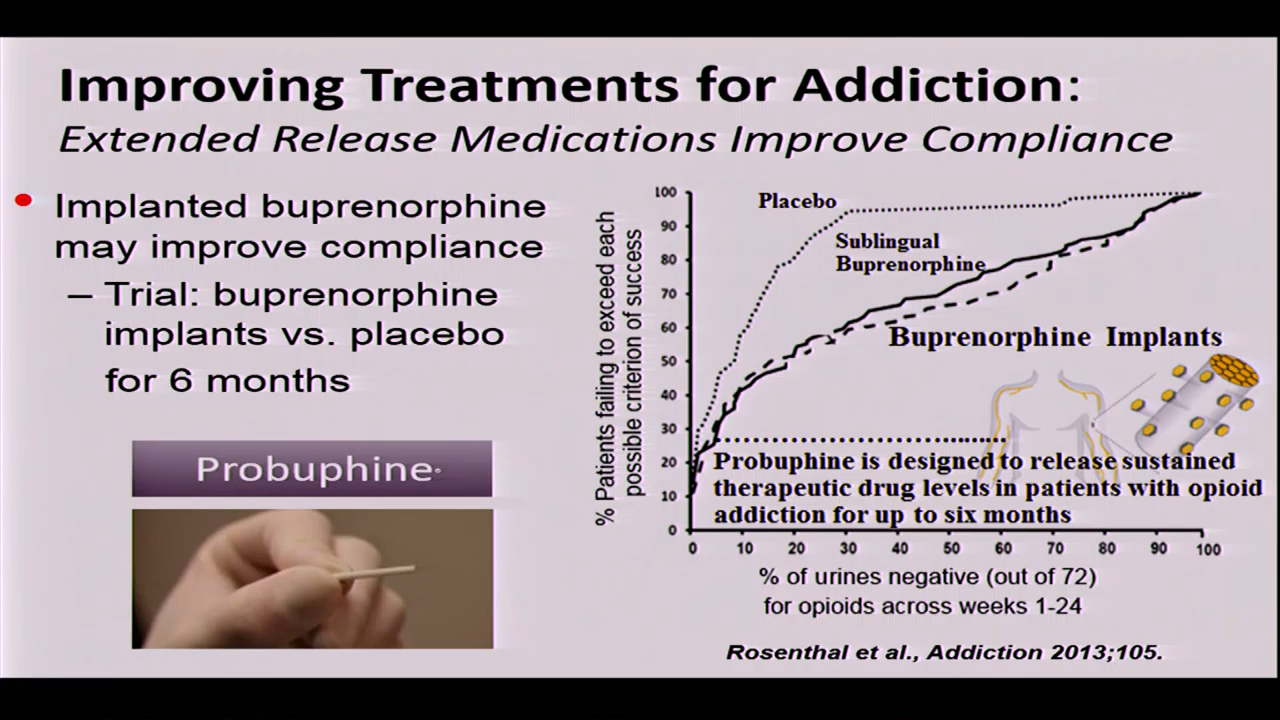 Improving Treatments for Addiction:
Extended Release Medications Improve Compliance
• Implanted buprenorphine
may improve compliance
– Trial: buprenorphine
implants vs. placebo
for 6 months
Probuphine
% Patients failing to exceed each
possible criterion of success
100
90
80
70
60
50
40
30
20
10
0
Placebo
Sublingual
Buprenorphine
Buprenorphine Implants
Probuphine is designed to release sustained
therapeutic drug levels in patients with opioid
addiction for up to six months
0 10 20 30 40 50 60 70 80 90 100
% of urines negative (out of 72)
for opioids across weeks 1-24
Rosenthal et al., Addiction 2013;105.